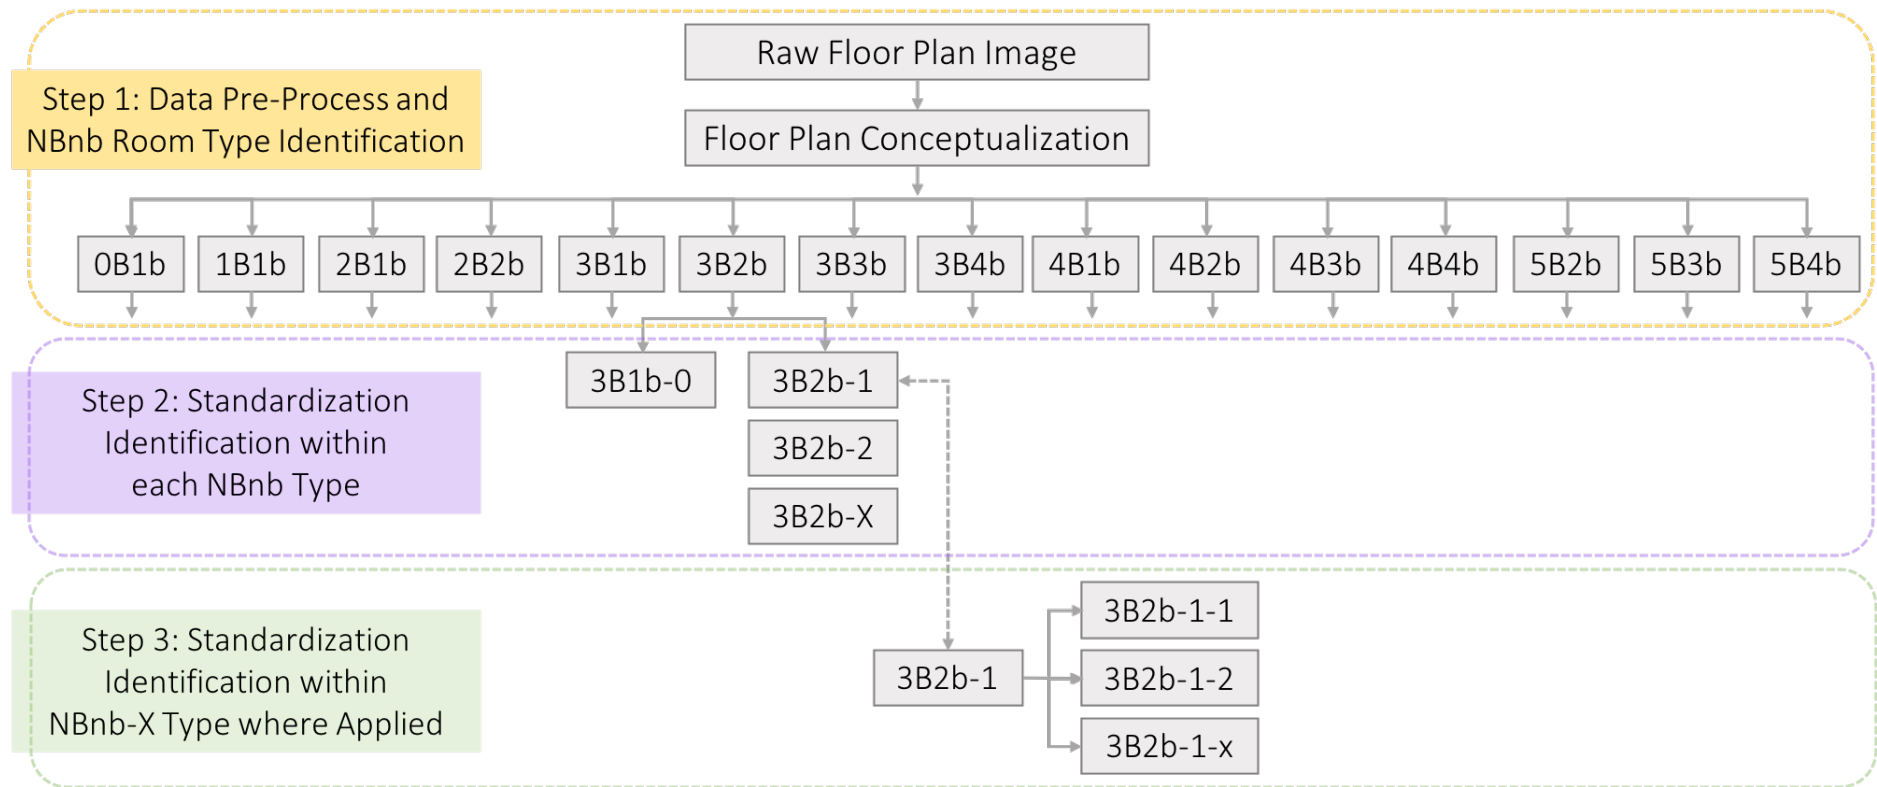 Raw Floor Plan Image
Step 1: Data Pre-Process and
NBnb Room Type Identification
Floor Plan Conceptualization
0B1b
1B1b
2B1b
2B2b
3B1b
3B2b
3B3b
3B4b
4B1b
4B2b
4B3b
4B4b
5B2b
5B3b
5B4b
Step 2: Standardization
Identification within
each NBnb Type
3B1b-0
3B2b-1
3B2b-2
3B2b-X
Step 3: Standardization
Identification within
NBnb-X Type where Applied
3B2b-1
3B2b-1-1
3B2b-1-2
3B2b-1-x